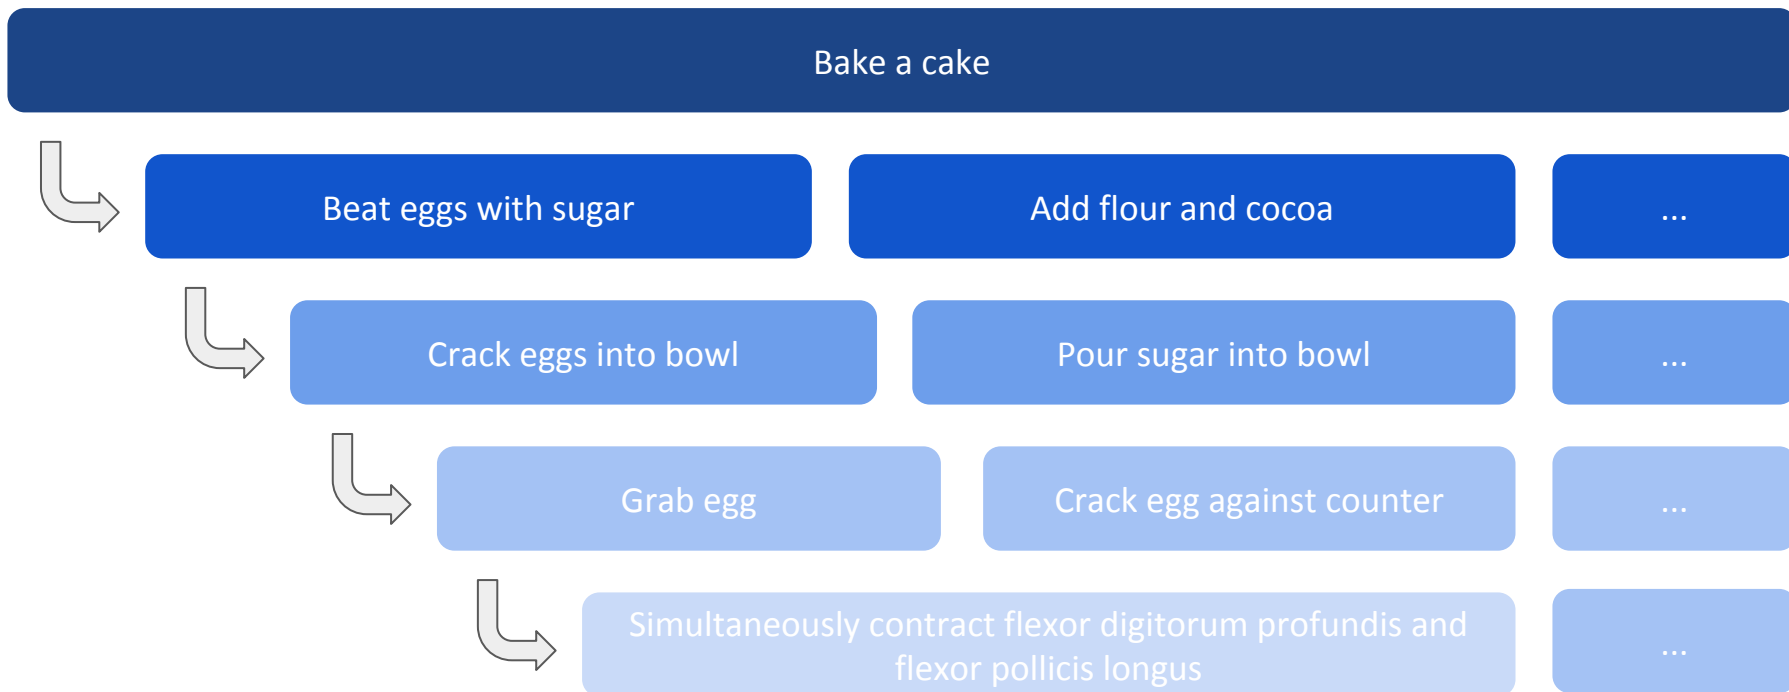 Bake a cake
Beat eggs with sugar
Add flour and cocoa
...
Crack eggs into bowl
Pour sugar into bowl
...
Grab egg
Crack egg against counter
...
Simultaneously contract flexor digitorum profundis and
flexor pollicis longus
...